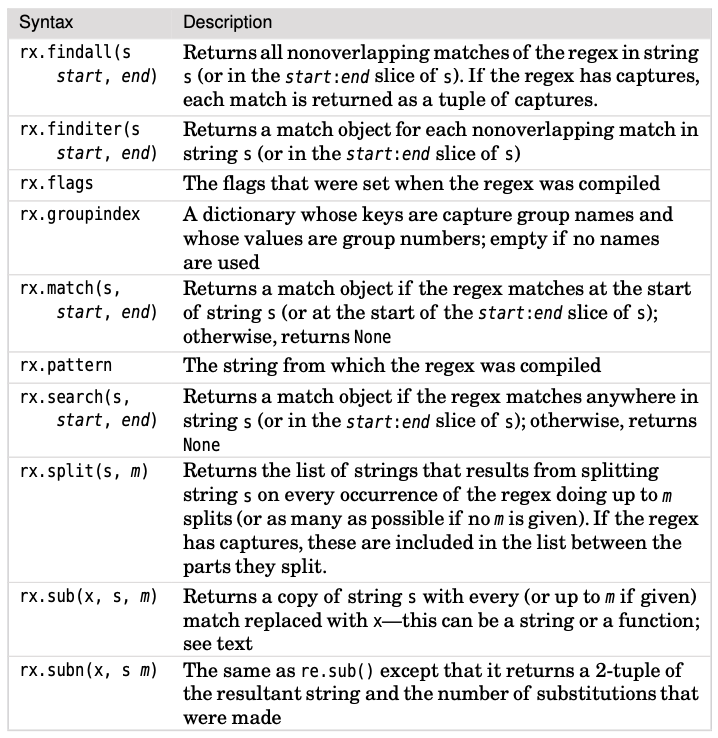 Syntax Description
rx.findall(s Returns all nonoverlapping matches of the regex in string
start, end) s (or in the start:end slice of s). If the regex has captures,
each match is returned as a tuple of captures.
rx.finditer(s Returns a match object for each nonoverlapping match in
start, end) string s (or in the start:end slice of s)
rx.flags The flags that were set when the regex was compiled
rx.groupindex A dictionary whose keys are capture group names and
whose values are group numbers; empty if no names
are used
rx.match(s, Returns a match object if the regex matches at the start
start, end) of string s (or at the start of the start:end slice of s);
otherwise, returns None
rx.pattern The string from which the regex was compiled
rx.search(s, Returns a match object if the regex matches anywhere in
start, end) string s (or in the start:end slice of s); otherwise, returns
None
rx.split(s, m) Returns the list of strings that results from splitting
string s on every occurrence of the regex doing up to m
splits (or as many as possible if no m is given). If the regex
has captures, these are included in the list between the
parts they split.
rx.sub(x, s, m) Returns a copy of string s with every (or up to m if given)
match replaced with x—this can be a string or a function;
see text
rx.subn(x, s m) The same as re.sub() except that it returns a 2-tuple of
the resultant string and the number of substitutions that
were made